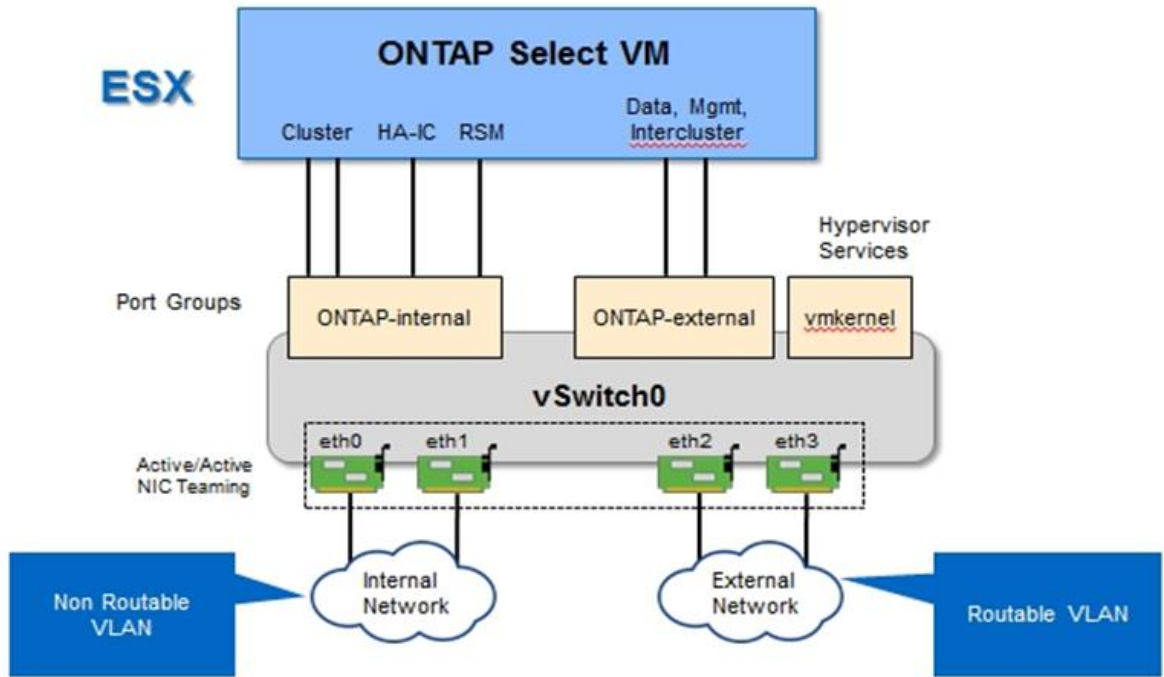 ONTAP Select VM
ESX
Data, Mgmt,
Cluster HA-IC RSM Intercluster
Hypervisor
Services
Port Groups
ONTAP-internal ONTAP-external vmkernel
vSwitch0
eth0 eth1 eth2 eth3
Active/Active
NIC Teaming
Internal
Network
External
Network
Non Routable
VLAN
Routable VLAN